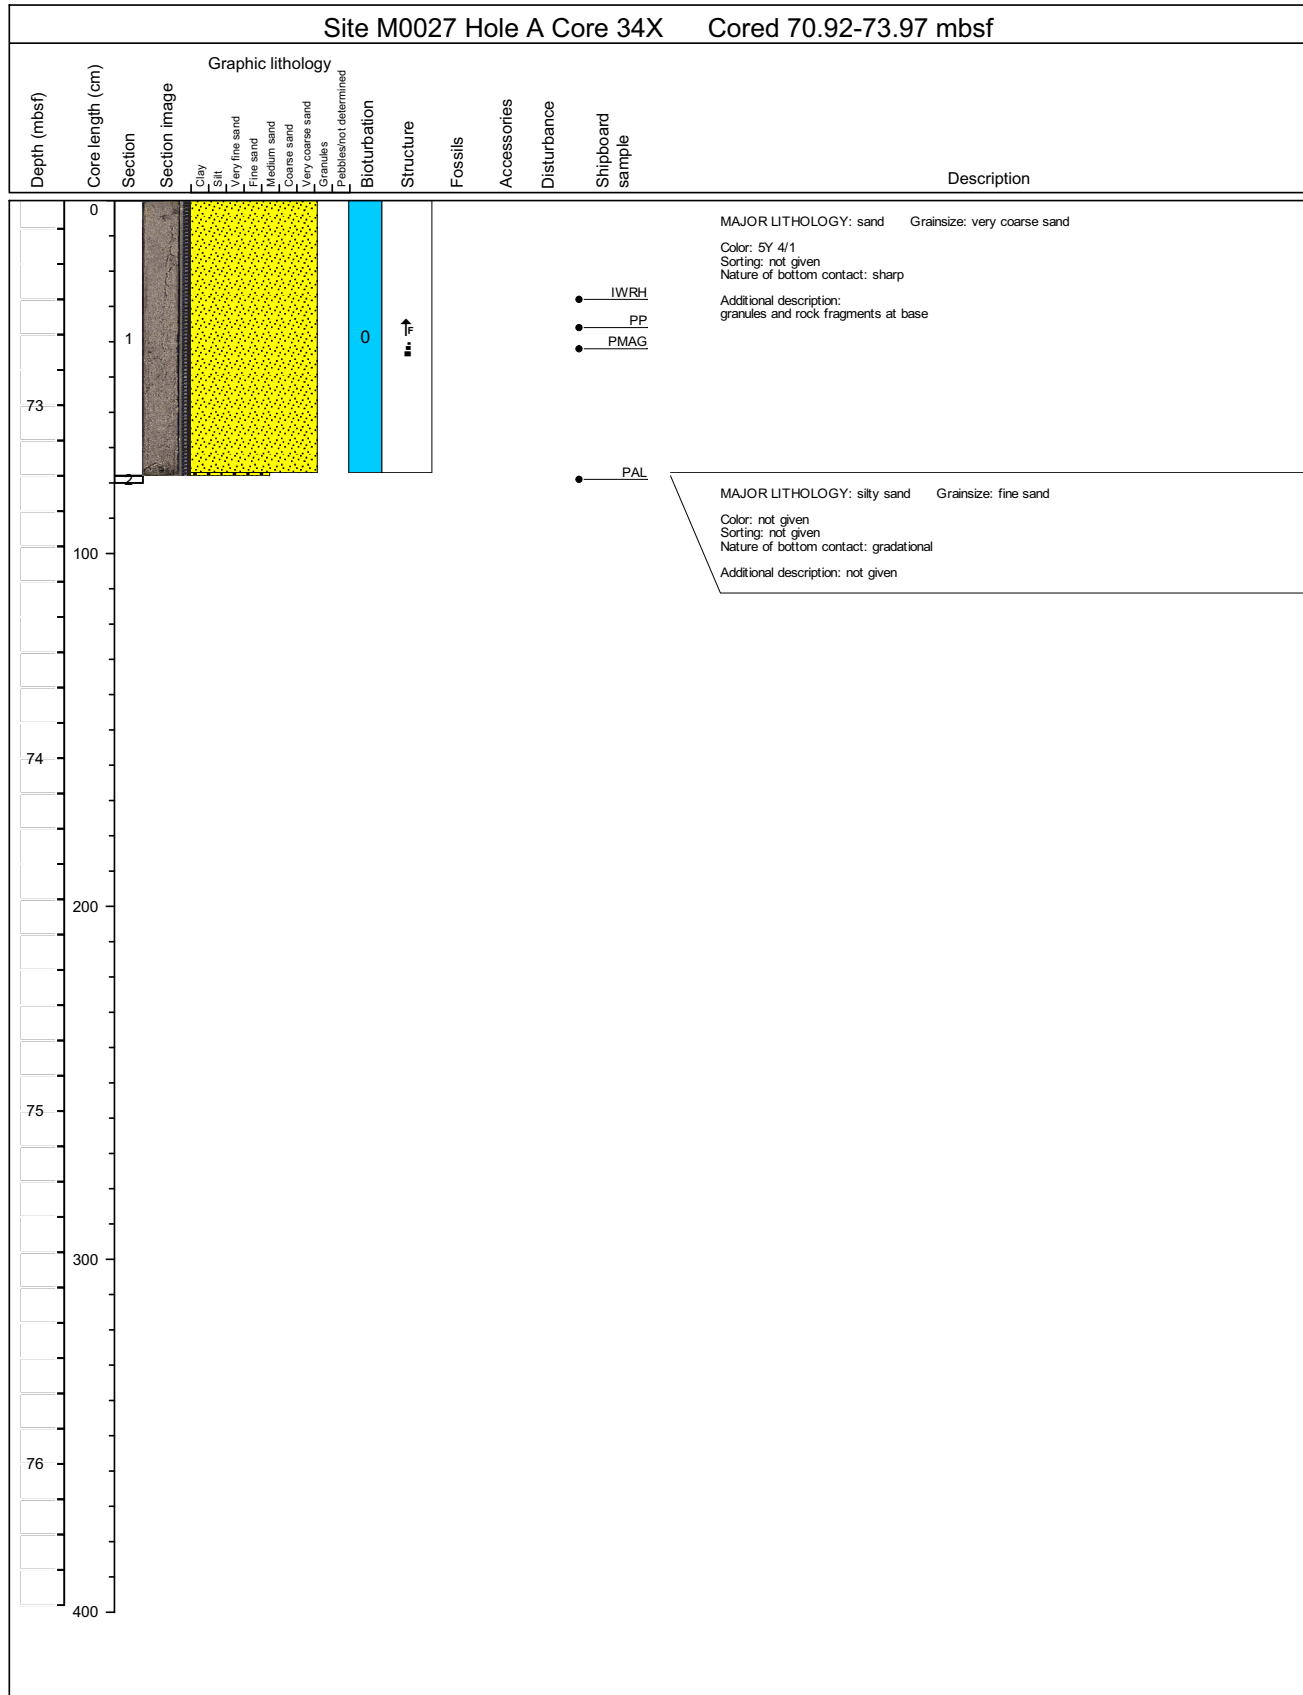 Site M0027 Hole A Core 34X Cored 70.92-73.97 mbsf
Graphic lithology
Depth (mbsf)
Core length (cm)
Section
Section image
Clay
Silt
Very fine sand
Fine sand
Medium sand
Coarse sand
Very coarse sand
Granules
Pebbles/not determined
Bioturbation
Structure
Fossils
Accessories
Disturbance
Shipboard
sample
Description
0
MAJOR LITHOLOGY: sand Grainsize: very coarse sand
Color: 5Y 4/1
Sorting: not given
Nature of bottom contact: sharp
Additional description:
granules and rock fragments at base
IWRH
PP
PMAG
1
0
F
73
2
PAL
MAJOR LITHOLOGY: silty sand Grainsize: fine sand
Color: not given
Sorting: not given
Nature of bottom contact: gradational
Additional description: not given
100
74
200
75
300
76
400